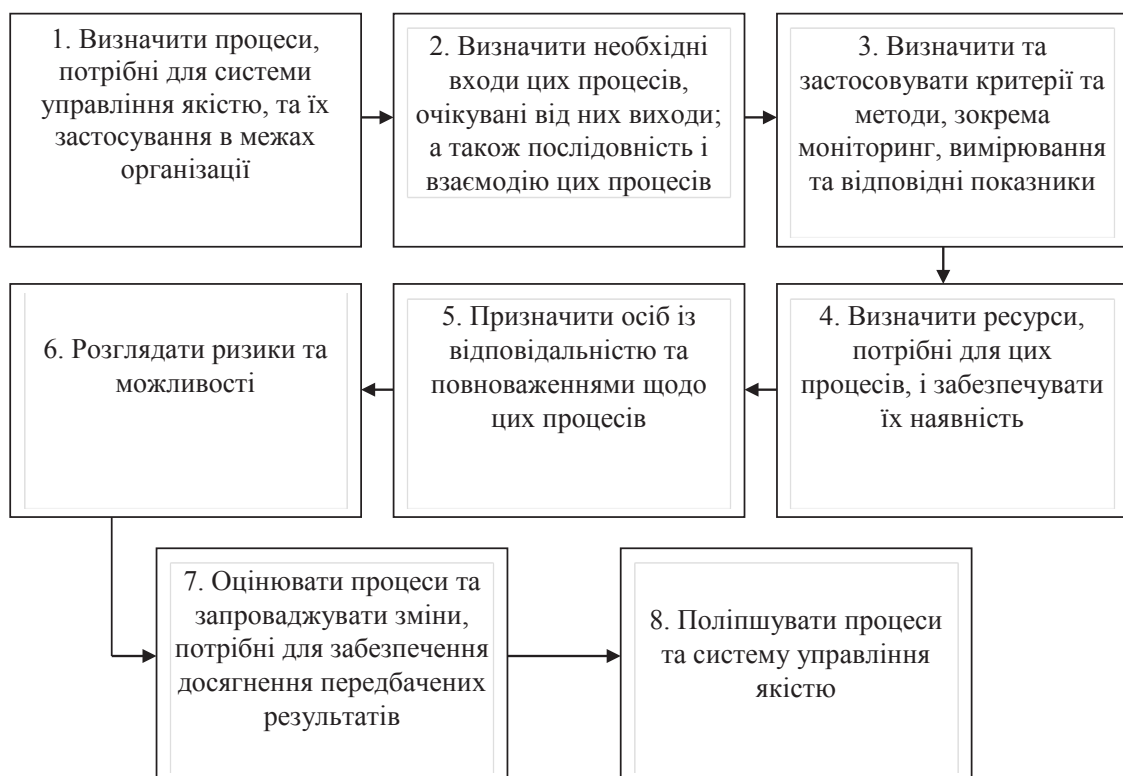 1. Визначити процеси,
потрібні для системи
управління якістю, та їх
застосування в межах
організації
2. Визначити необхідні
входи цих процесів,
очікувані від них виходи;
а також послідовність і
взаємодію цих процесів
3. Визначити та
застосовувати критерії та
методи, зокрема
моніторинг, вимірювання
та відповідні показники
4. Визначити ресурси,
потрібні для цих
процесів, і забезпечувати
їх наявність
5. Призначити осіб із
відповідальністю та
повноваженнями щодо
цих процесів
6. Розглядати ризики та
можливості
7. Оцінювати процеси та
запроваджувати зміни,
потрібні для забезпечення
досягнення передбачених
результатів
8. Поліпшувати процеси
та систему управління
якістю